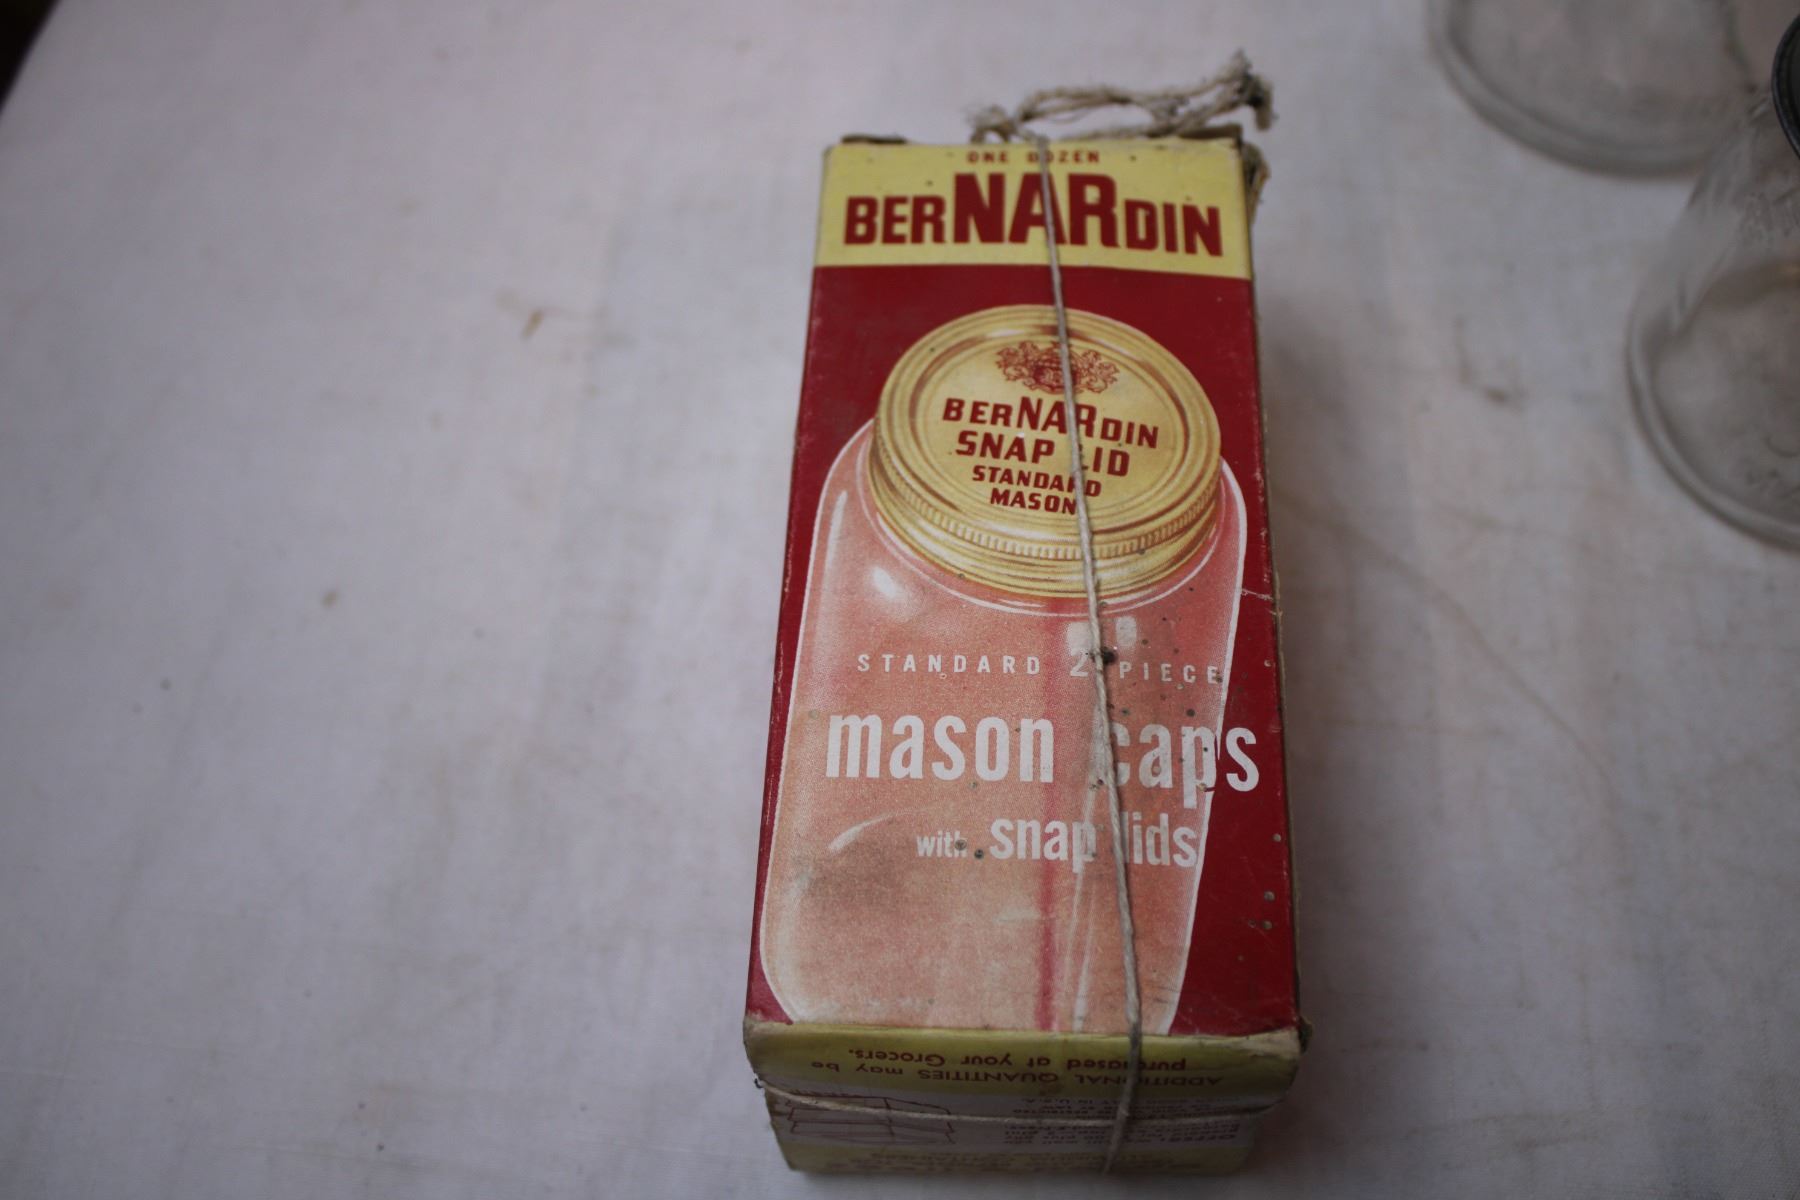 ONE DOZEN
BERNARDIN
BERNARDIN
SNAP LID
STANDARD
MASON
STANDARD 2 PIECE
mason caps
with snap lids
ADDITIONAL QUANTITIES may be
purchased at your Grocers.